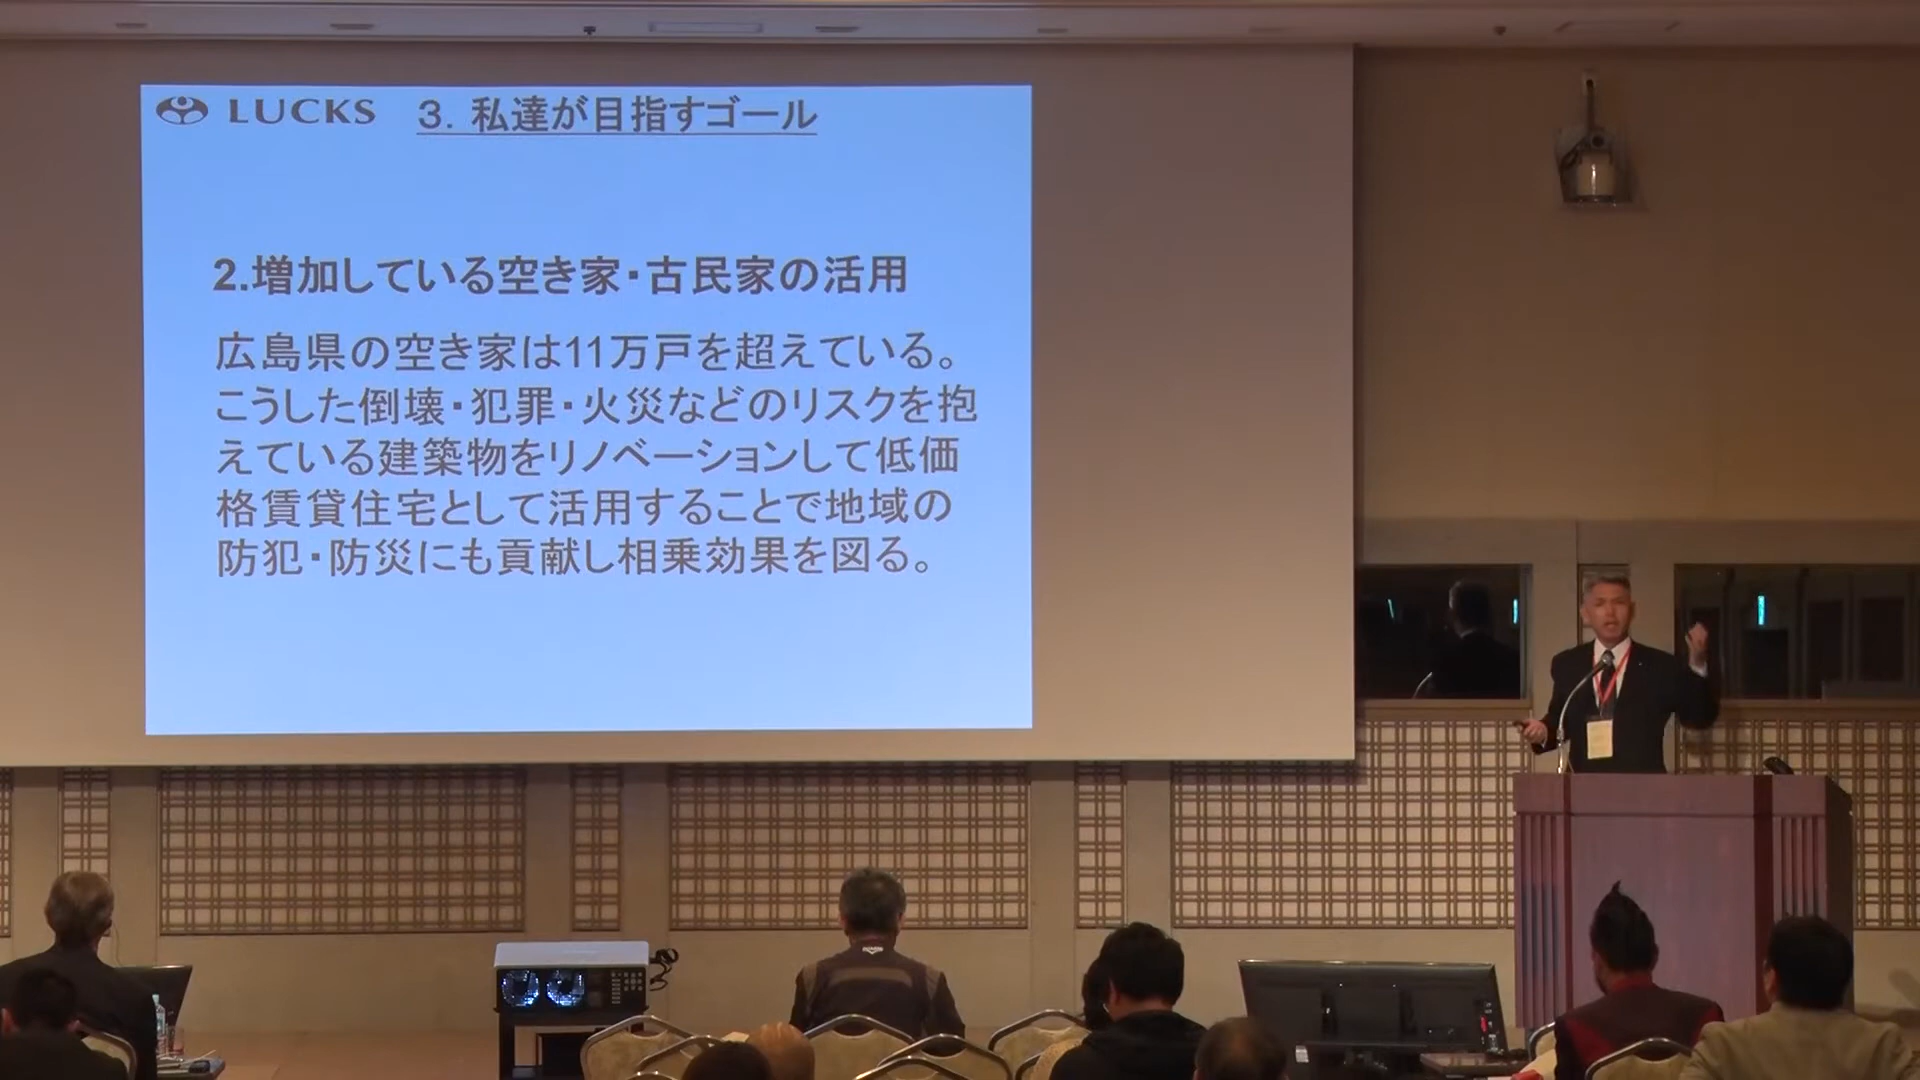 LUCKS 3. 私達が目指すゴール
2.増加している空き家・古民家の活用
広島県の空き家は11万戸を超えている。
こうした倒壊・犯罪・火災などのリスクを抱
えている建築物をリノベーションして低価
格賃貸住宅として活用することで地域の
防犯・防災にも貢献し相乗効果を図る。